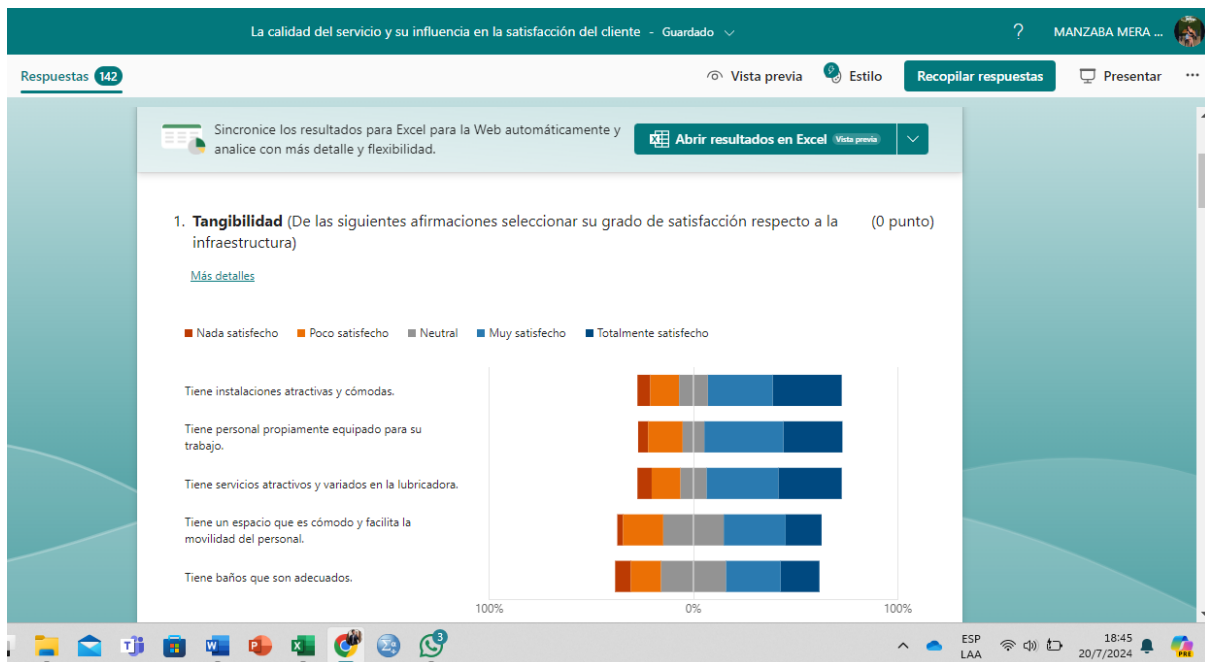 La calidad del servicio y su influencia en la satisfacción del cliente - Guardado
? MANZABA MERA ...
Respuestas 142
Vista previa
Estilo
Recopilar respuestas
Presentar
...
Sincronice los resultados para Excel para la Web automáticamente y
analice con más detalle y flexibilidad.
Abrir resultados en Excel Vista previa
1. Tangibilidad (De las siguientes afirmaciones seleccionar su grado de satisfacción respecto a la (0 punto)
infraestructura)
Más detalles
Nada satisfecho Poco satisfecho Neutral Muy satisfecho Totalmente satisfecho
Tiene instalaciones atractivas y cómodas.
Tiene personal propiamente equipado para su
trabajo.
Tiene servicios atractivos y variados en la lubricadora.
Tiene un espacio que es cómodo y facilita la
movilidad del personal.
Tiene baños que son adecuados.
100% 0% 100%
3
ESP
LAA
18:45
20/7/2024
PRE